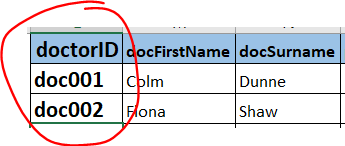 doctorID docFirstName docSurname
doc001 Colm Dunne
doc002 Fiona Shaw